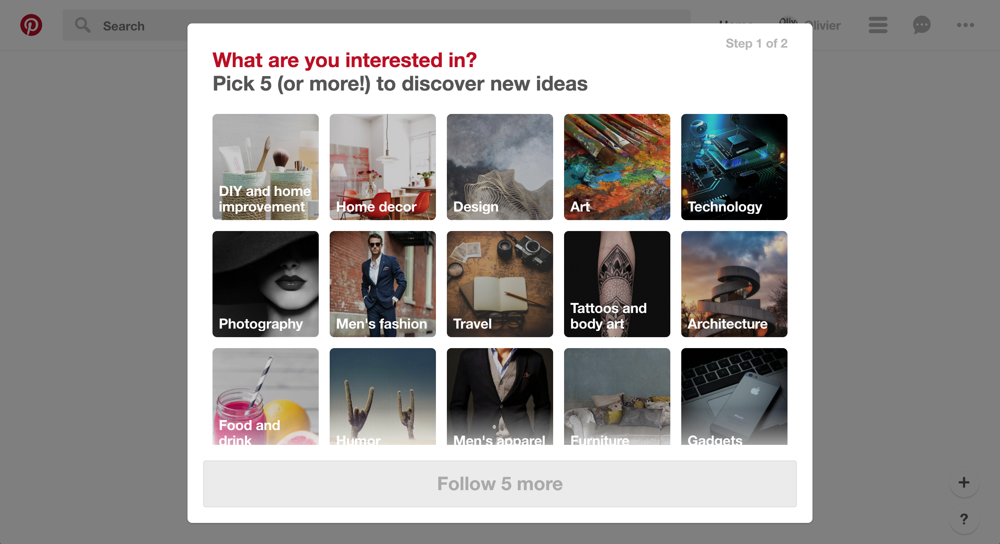 Search
Home
Oliv
Olivier
Step 1 of 2
What are you interested in?
Pick 5 (or more!) to discover new ideas
DIY and home
improvement
Home decor
Design
Art
Technology
Photography
Men's fashion
Travel
Tattoos and
body art
Architecture
Food and
drink
Humor
Men's apparel
Furniture
iPhone
Gadgets
Follow 5 more
+
?